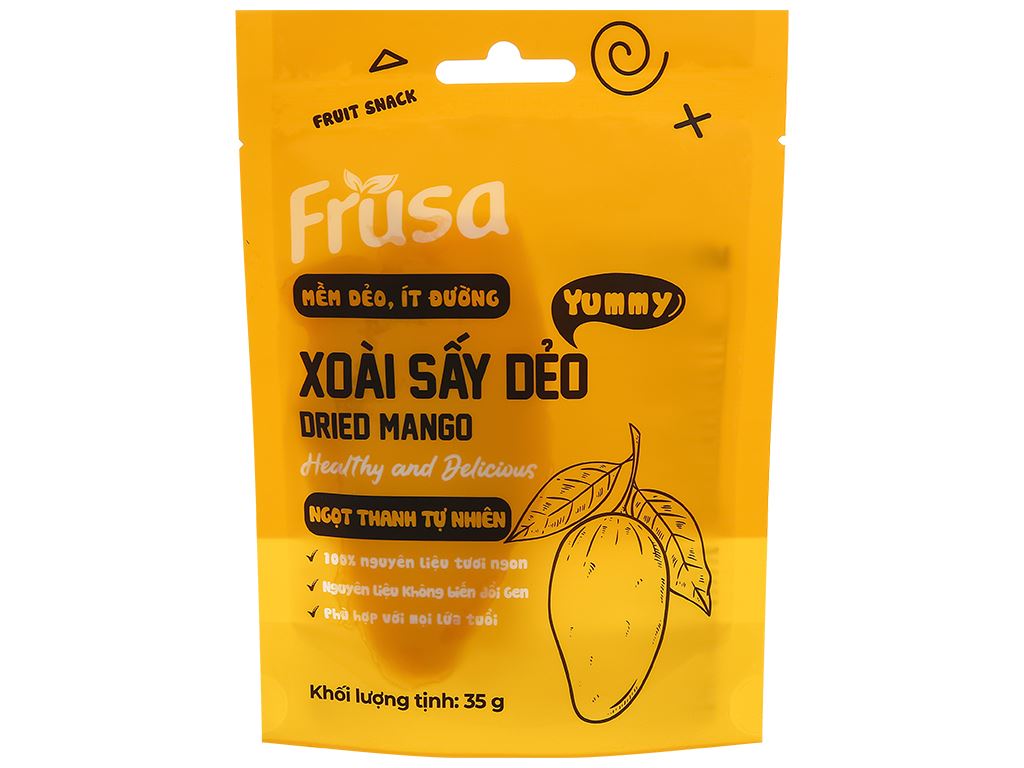 FRUIT SNACK
Frusa
MỀM DẺO, ÍT ĐƯỜNG
Yummy
XOÀI SẤY DẺO
DRIED MANGO
Healthy and Delicious
NGỌT THANH TỰ NHIÊN
100% nguyên liệu tươi ngon
Nguyên liệu Không biến đổi Gen
Phù hợp với mọi lứa tuổi
Khối lượng tịnh: 35 g